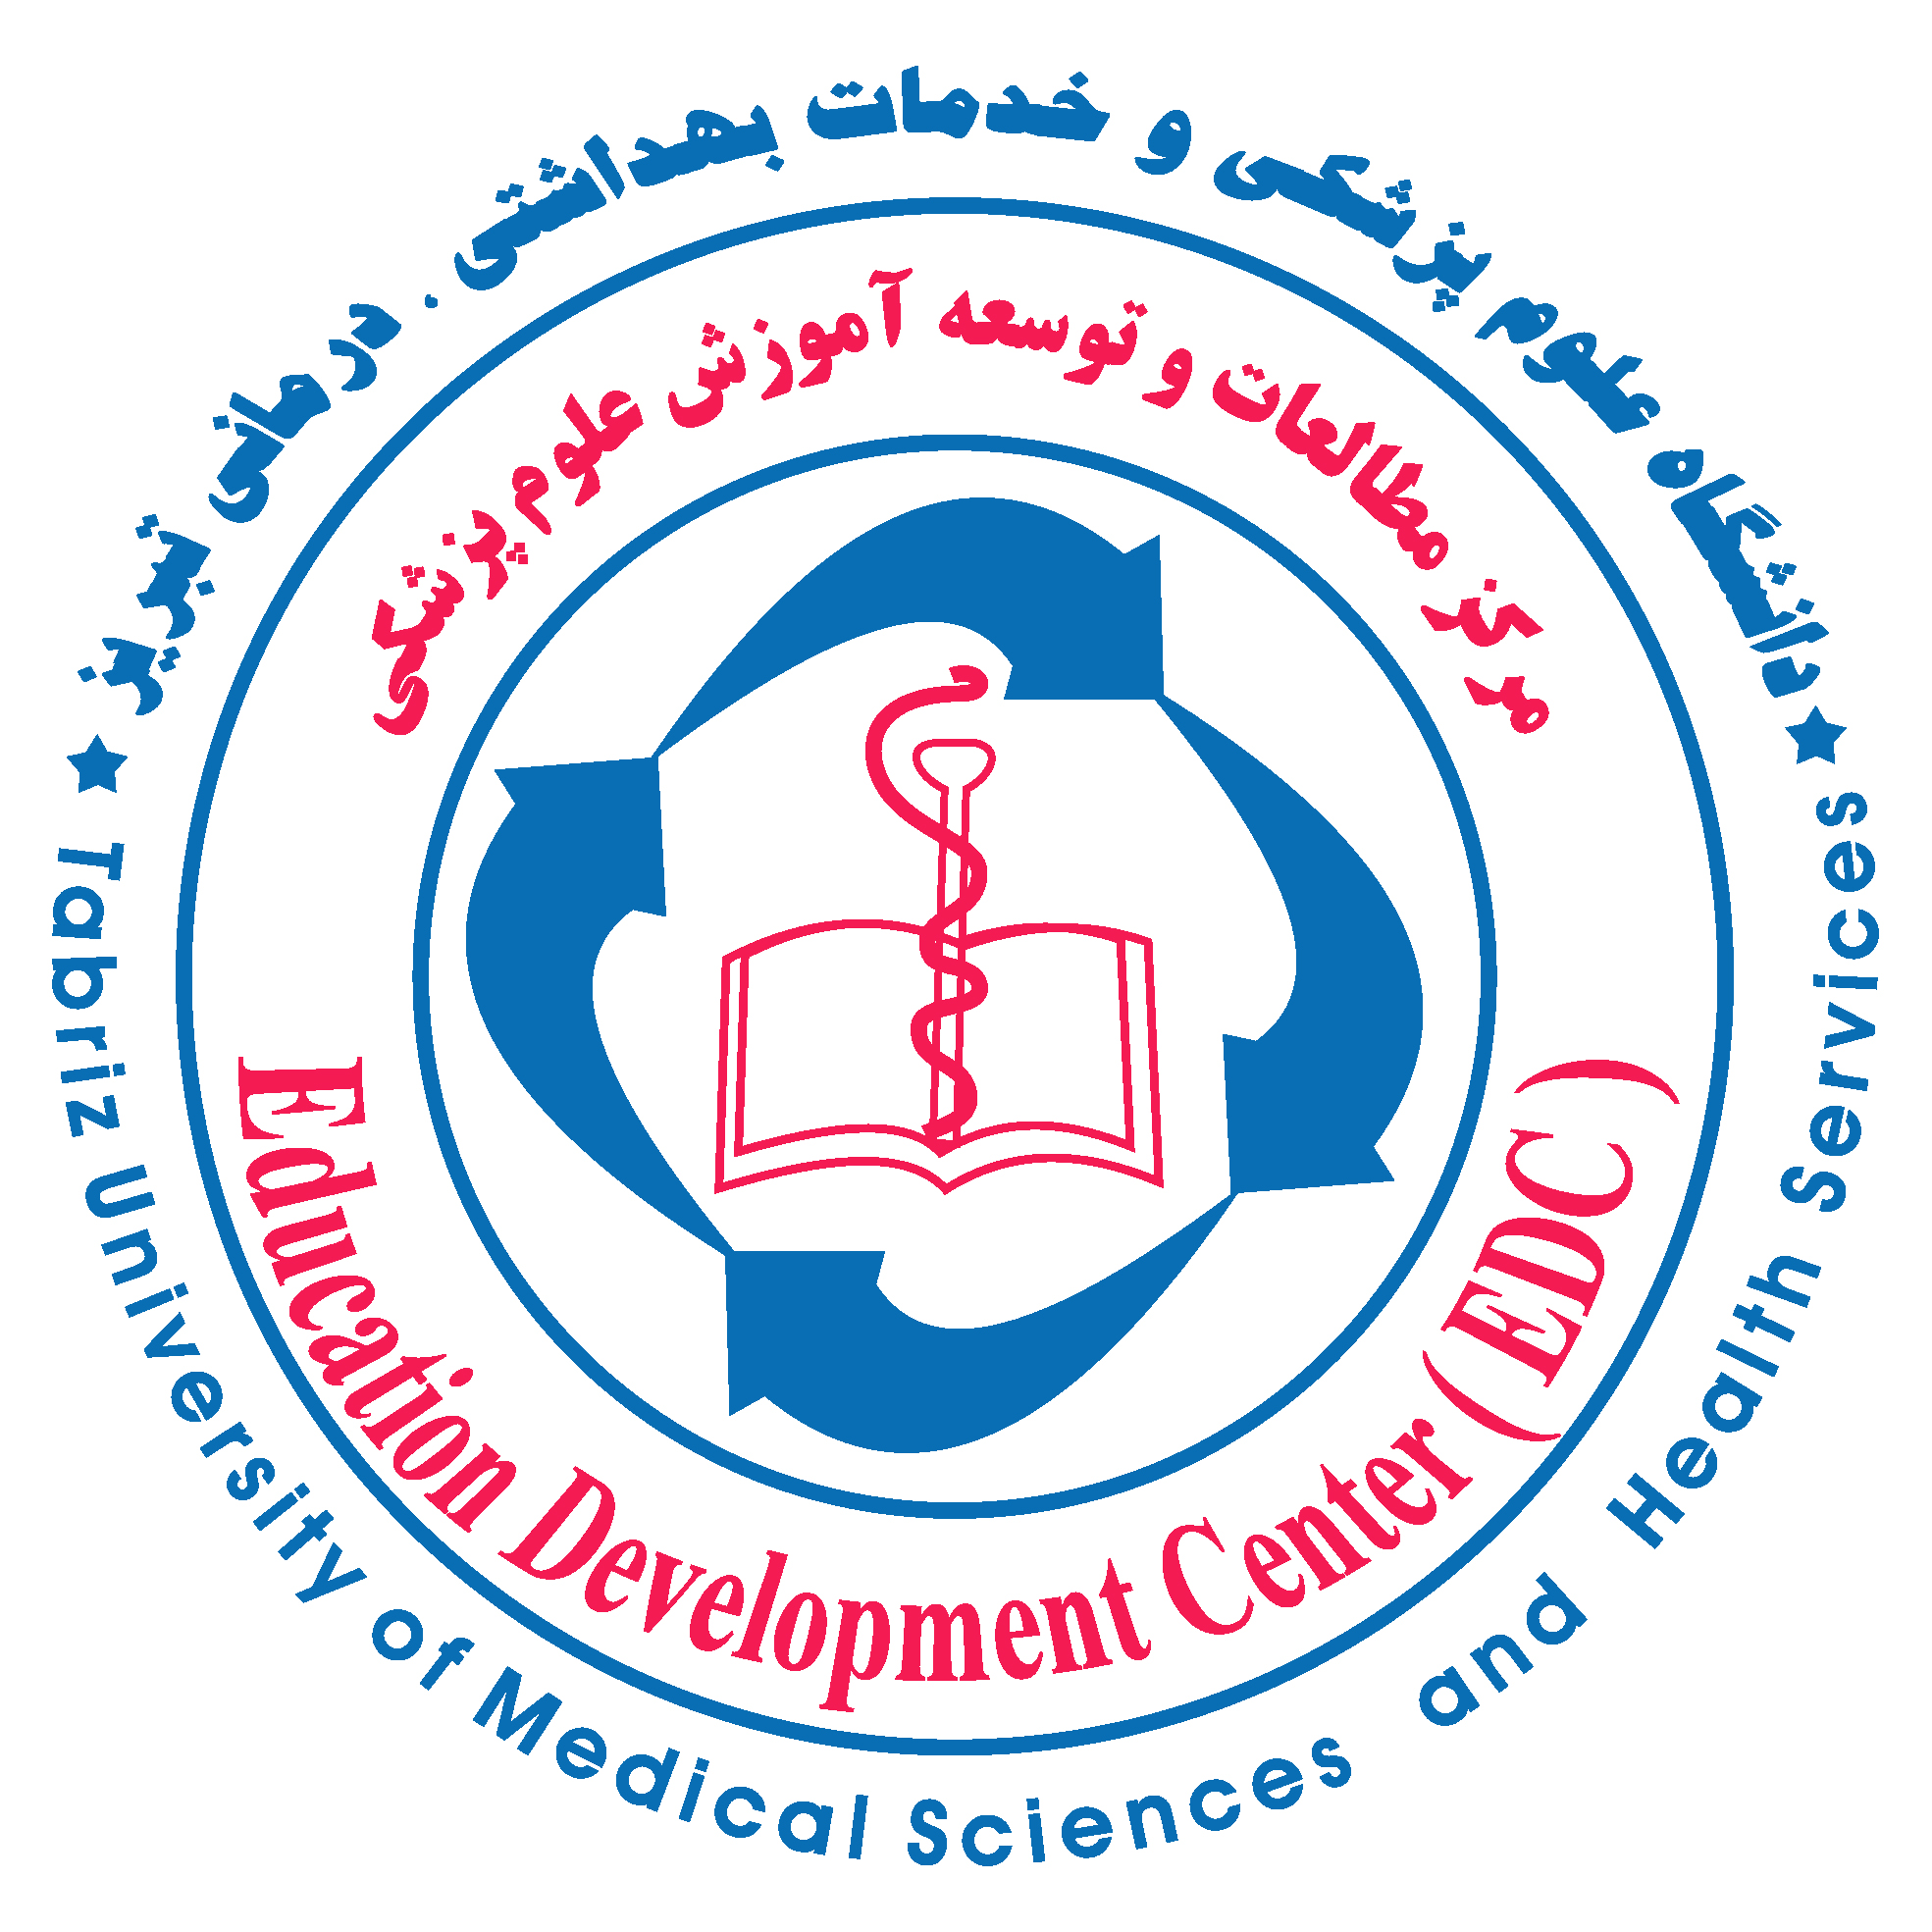 دانشگاه علوم پزشکی و خدمات بهداشتی . درمانی تبریز
مرکز مطالعات و توسعه آموزش علوم پزشکی
Education Development Center (EDC)
Tabriz University of Medical Sciences and Health Services